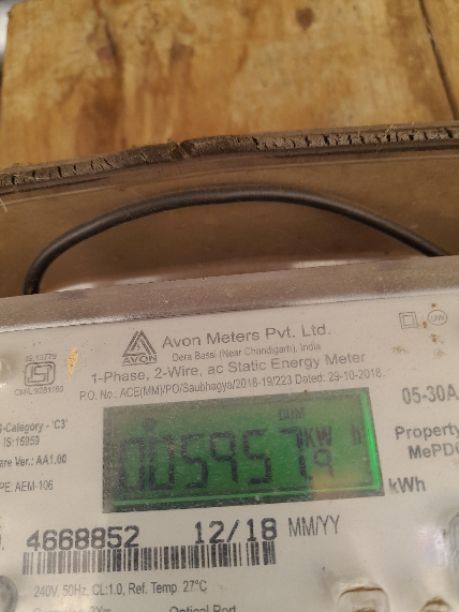 Avon Meters Pvt. Ltd.
Dera Bassi (Near Chandigarh), India
AVON
1-Phase, 2-Wire, ac Static Energy Meter
P.O. No.: ACE(MM)/PO/Saubhagya/2018-19/223 Dated: 29-10-2018.
IS:13779
05-30A
-Category - 'C3'
IS:15959
Property
MePDC
are Ver.: AA1.00
PE: AEM-106
CUM
KW h
kWh
4668852 12/18 MM/YY
240V, 50Hz, CL:1.0, Ref. Temp. 27°C
Optical Port